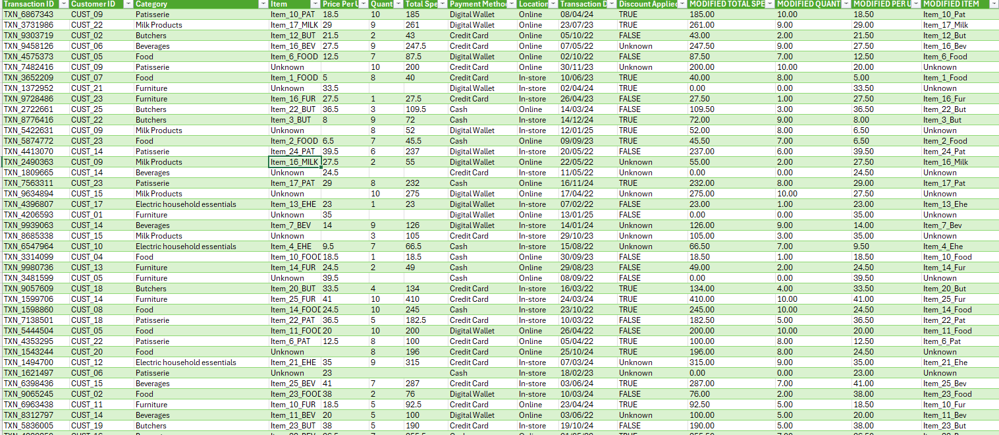 Transaction ID Customer ID Category Item Price Per U Quant Total Spe Payment Metho Location Transaction D Discount Applied MODIFIED TOTAL SPE MODIFIED QUANT MODIFIED PER U MODIFIED ITEM
TXN_6867343 CUST_09 Patisserie Item_10_PAT 18.5 10 185 Digital Wallet Online 08/04/24 TRUE 185.00 10.00 18.50 Item_10_Pat
TXN_3731986 CUST_22 Milk Products Item_17_MILK 29 9 261 Digital Wallet Online 23/07/23 TRUE 261.00 9.00 29.00 Item_17_Milk
TXN_9303719 CUST_02 Butchers Item_12_BUT 21.5 2 43 Credit Card Online 05/10/22 FALSE 43.00 2.00 21.50 Item_12_But
TXN_9458126 CUST_06 Beverages Item_16_BEV 27.5 9 247.5 Credit Card Online 07/05/22 Unknown 247.50 9.00 27.50 Item_16_Bev
TXN_4575373 CUST_05 Food Item_6_FOOD 12.5 7 87.5 Digital Wallet Online 02/10/22 FALSE 87.50 7.00 12.50 Item_6_Food
TXN_7482416 CUST_09 Patisserie Unknown 10 200 Credit Card Online 30/11/23 Unknown 200.00 10.00 20.00 Unknown
TXN_3652209 CUST_07 Food Item_1_FOOD 5 8 40 Credit Card In-store 10/06/23 TRUE 40.00 8.00 5.00 Item_1_Food
TXN_1372952 CUST_21 Furniture Unknown 33.5 Digital Wallet In-store 02/04/24 TRUE 0.00 0.00 33.50 Unknown
TXN_9728486 CUST_23 Furniture Item_16_FUR 27.5 1 27.5 Credit Card In-store 26/04/23 FALSE 27.50 1.00 27.50 Item_16_Fur
TXN_2722661 CUST_25 Butchers Item_22_BUT 36.5 3 109.5 Cash Online 14/03/24 FALSE 109.50 3.00 36.50 Item_22_But
TXN_8776416 CUST_22 Butchers Item_3_BUT 8 9 72 Cash In-store 14/12/24 TRUE 72.00 9.00 8.00 Item_3_But
TXN_5422631 CUST_09 Milk Products Unknown 8 52 Digital Wallet In-store 12/01/25 TRUE 52.00 8.00 6.50 Unknown
TXN_5874772 CUST_23 Food Item_2_FOOD 6.5 7 45.5 Cash Online 09/09/23 TRUE 45.50 7.00 6.50 Item_2_Food
TXN_4413070 CUST_14 Patisserie Item_24_PAT 39.5 6 237 Digital Wallet Online 20/05/22 FALSE 237.00 6.00 39.50 Item_24_Pat
TXN_2490363 CUST_09 Milk Products Item_16_MILK 27.5 2 55 Digital Wallet Online 22/05/22 Unknown 55.00 2.00 27.50 Item_16_Milk
TXN_1809665 CUST_14 Beverages Unknown 24.5 Credit Card In-store 11/05/22 Unknown 0.00 0.00 24.50 Unknown
TXN_7563311 CUST_23 Patisserie Item_17_PAT 29 8 232 Cash Online 16/11/24 TRUE 232.00 8.00 29.00 Item_17_Pat
TXN_9634894 CUST_15 Milk Products Unknown 10 275 Digital Wallet Online 17/04/22 Unknown 275.00 10.00 27.50 Unknown
TXN_4396807 CUST_17 Electric household essentials Item_13_EHE 23 1 23 Digital Wallet Online 07/02/22 FALSE 23.00 1.00 23.00 Item_13_Ehe
TXN_4206593 CUST_01 Furniture Unknown 35 Digital Wallet Online 13/01/25 FALSE 0.00 0.00 35.00 Unknown
TXN_9939063 CUST_14 Beverages Item_7_BEV 14 9 126 Digital Wallet In-store 14/01/24 Unknown 126.00 9.00 14.00 Item_7_Bev
TXN_8685338 CUST_15 Milk Products Unknown 3 105 Credit Card In-store 29/10/23 Unknown 105.00 3.00 35.00 Unknown
TXN_6547964 CUST_10 Electric household essentials Item_4_EHE 9.5 7 66.5 Cash In-store 15/08/22 Unknown 66.50 7.00 9.50 Item_4_Ehe
TXN_3314099 CUST_04 Food Item_10_FOOD 18.5 1 18.5 Cash Online 30/09/23 FALSE 18.50 1.00 18.50 Item_10_Food
TXN_9980736 CUST_13 Furniture Item_14_FUR 24.5 2 49 Cash Online 29/08/23 FALSE 49.00 2.00 24.50 Item_14_Fur
TXN_3481599 CUST_05 Furniture Unknown 39.5 Cash Online 08/09/22 FALSE 0.00 0.00 39.50 Unknown
TXN_9057609 CUST_18 Butchers Item_20_BUT 33.5 4 134 Credit Card In-store 16/03/22 TRUE 134.00 4.00 33.50 Item_20_But
TXN_1599706 CUST_14 Furniture Item_25_FUR 41 10 410 Credit Card In-store 24/03/24 TRUE 410.00 10.00 41.00 Item_25_Fur
TXN_1598860 CUST_08 Food Item_14_FOOD 24.5 10 245 Cash In-store 23/10/22 TRUE 245.00 10.00 24.50 Item_14_Food
TXN_7138501 CUST_18 Patisserie Item_22_PAT 36.5 5 182.5 Credit Card In-store 10/03/22 FALSE 182.50 5.00 36.50 Item_22_Pat
TXN_5444504 CUST_05 Food Item_11_FOOD 20 10 200 Digital Wallet Online 26/04/22 FALSE 200.00 10.00 20.00 Item_11_Food
TXN_4353295 CUST_22 Patisserie Item_6_PAT 12.5 8 100 Credit Card Online 05/04/22 TRUE 100.00 8.00 12.50 Item_6_Pat
TXN_1543244 CUST_20 Food Unknown 8 196 Credit Card Online 25/10/24 TRUE 196.00 8.00 24.50 Unknown
TXN_1494700 CUST_12 Electric household essentials Item_21_EHE 35 9 315 Credit Card In-store 07/03/24 Unknown 315.00 9.00 35.00 Item_21_Ehe
TXN_1621497 CUST_06 Patisserie Unknown 23 Cash In-store 18/02/23 Unknown 0.00 0.00 23.00 Unknown
TXN_6398436 CUST_15 Beverages Item_25_BEV 41 7 287 Credit Card In-store 03/06/24 TRUE 287.00 7.00 41.00 Item_25_Bev
TXN_9065245 CUST_02 Food Item_23_FOOD 38 2 76 Credit Card In-store 10/03/24 FALSE 76.00 2.00 38.00 Item_23_Food
TXN_6963438 CUST_11 Furniture Item_10_FUR 18.5 5 92.5 Credit Card Online 23/04/24 TRUE 92.50 5.00 18.50 Item_10_Fur
TXN_8312797 CUST_14 Beverages Item_11_BEV 20 5 100 Digital Wallet Online 03/06/22 Unknown 100.00 5.00 20.00 Item_11_Bev
TXN_5836005 CUST_19 Butchers Item_23_BUT 38 5 190 Credit Card In-store 19/10/24 FALSE 190.00 5.00 38.00 Item_23_But